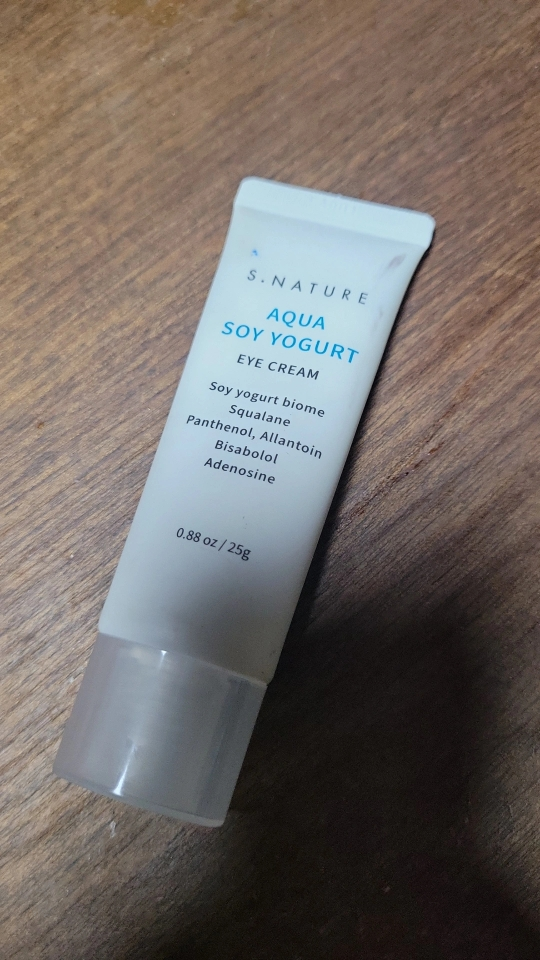 S.NATURE
AQUA
SOY YOGURT
EYE CREAM
Soy yogurt biome
Squalane
Panthenol, Allantoin
Bisabolol
Adenosine
0.88 oz / 25g